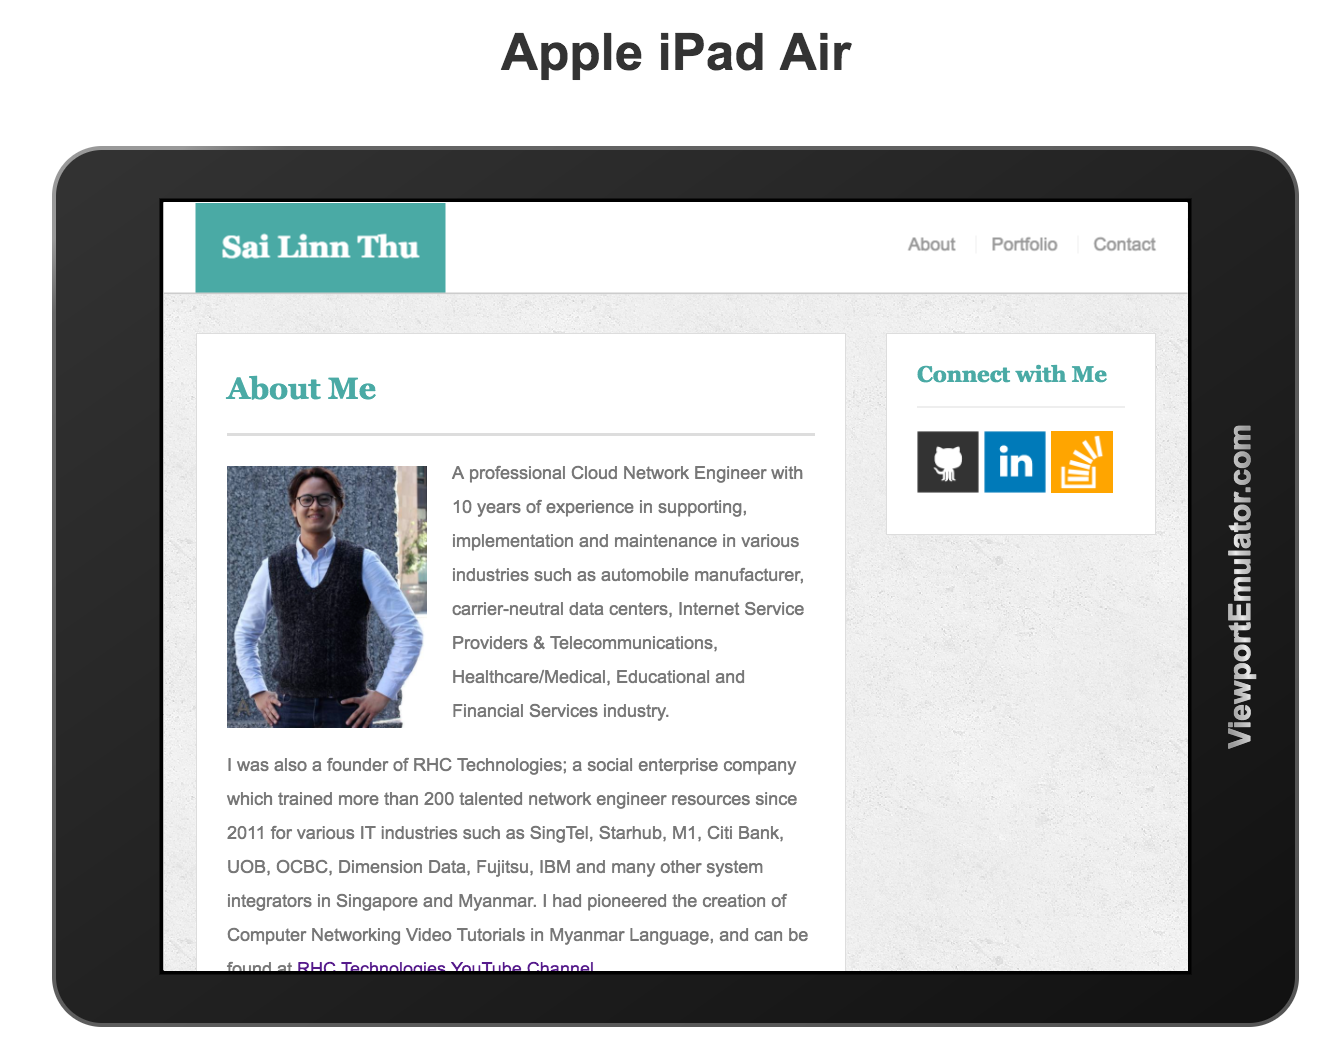 Apple iPad Air
Sai Linn Thu
About
Portfolio
Contact
About Me
A professional Cloud Network Engineer with
10 years of experience in supporting,
implementation and maintenance in various
industries such as automobile manufacturer,
carrier-neutral data centers, Internet Service
Providers & Telecommunications,
Healthcare/Medical, Educational and
Financial Services industry.
I was also a founder of RHC Technologies; a social enterprise company
which trained more than 200 talented network engineer resources since
2011 for various IT industries such as SingTel, Starhub, M1, Citi Bank,
UOB, OCBC, Dimension Data, Fujitsu, IBM and many other system
integrators in Singapore and Myanmar. I had pioneered the creation of
Computer Networking Video Tutorials in Myanmar Language, and can be
found at RHC Technologies YouTube Channel
Connect with Me
in
ViewportEmulator.com